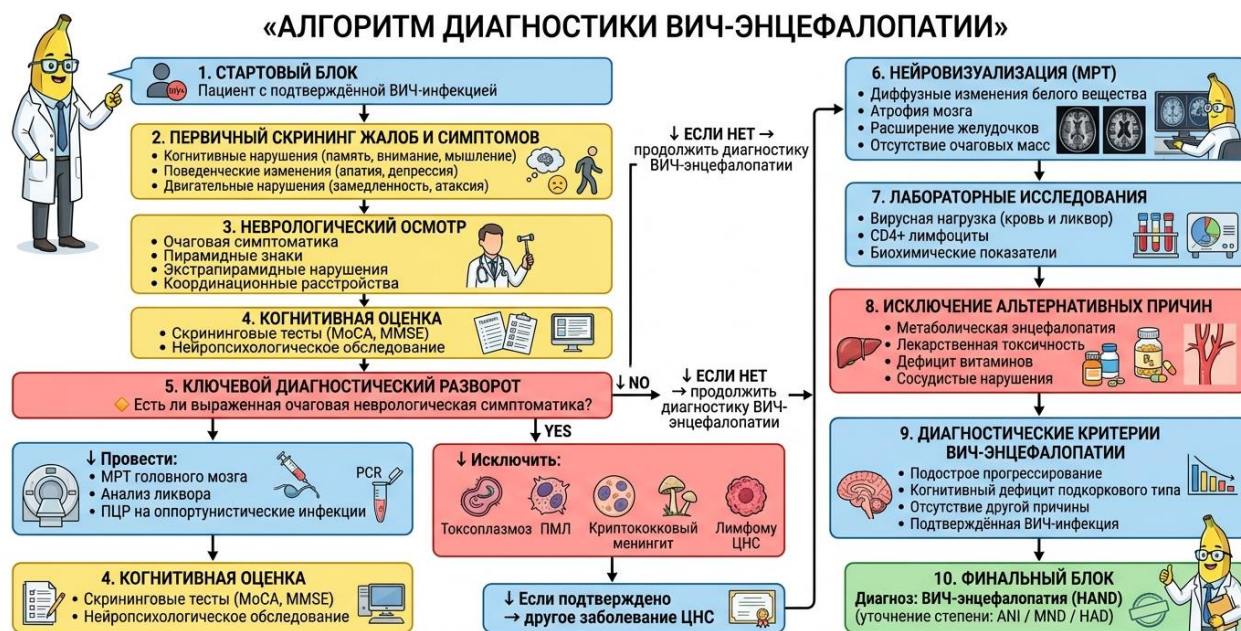 «АЛГОРИТМ ДИАГНОСТИКИ ВИЧ-ЭНЦЕФАЛОПАТИИ»
1. СТАРТОВЫЙ БЛОК
Пациент с подтверждённой ВИЧ-инфекцией
2. ПЕРВИЧНЫЙ СКРИНИНГ ЖАЛОБ И СИМПТОМОВ
• Когнитивные нарушения (память, внимание, мышление)
• Поведенческие изменения (апатия, депрессия)
• Двигательные нарушения (замедленность, атаксия)
3. НЕВРОЛОГИЧЕСКИЙ ОСМОТР
• Очаговая симптоматика
• Пирамидные знаки
• Экстрапирамидные нарушения
• Координационные расстройства
4. КОГНИТИВНАЯ ОЦЕНКА
• Скрининговые тесты (MoCA, MMSE)
• Нейропсихологическое обследование
5. КЛЮЧЕВОЙ ДИАГНОСТИЧЕСКИЙ РАЗВОРОТ
Есть ли выраженная очаговая неврологическая симптоматика?
↓ NO
YES
↓ ЕСЛИ НЕТ →
продолжить диагностику
ВИЧ-энцефалопатии
↓ ЕСЛИ НЕТ
→ продолжить
диагностику ВИЧ-
энцефалопатии
↓ Провести:
• МРТ головного мозга
• Анализ ликвора
• ПЦР на оппортунистические инфекции
PCR
4. КОГНИТИВНАЯ ОЦЕНКА
• Скрининговые тесты (MoCA, MMSE)
• Нейропсихологическое обследование
↓ Исключить:
Токсоплазмоз
ПМЛ
Криптококковый
менингит
Лимфому
ЦНС
↓ Если подтверждено
→ другое заболевание ЦНС
6. НЕЙРОВИЗУАЛИЗАЦИЯ (МРТ)
• Диффузные изменения белого вещества
• Атрофия мозга
• Расширение желудочков
• Отсутствие очаговых масс
7. ЛАБОРАТОРНЫЕ ИССЛЕДОВАНИЯ
• Вирусная нагрузка (кровь и ликвор)
• CD4+ лимфоциты
• Биохимические показатели
8. ИСКЛЮЧЕНИЕ АЛЬТЕРНАТИВНЫХ ПРИЧИН
• Метаболическая энцефалопатия
• Лекарственная токсичность
• Дефицит витаминов
• Сосудистые нарушения
9. ДИАГНОСТИЧЕСКИЕ КРИТЕРИИ
ВИЧ-ЭНЦЕФАЛОПАТИИ
• Подострое прогрессирование
• Когнитивный дефицит подкоркового типа
• Отсутствие другой причины
• Подтверждённая ВИЧ-инфекция
10. ФИНАЛЬНЫЙ БЛОК
Диагноз: ВИЧ-энцефалопатия (HAND)
(уточнение степени: ANI / MND / HAD)